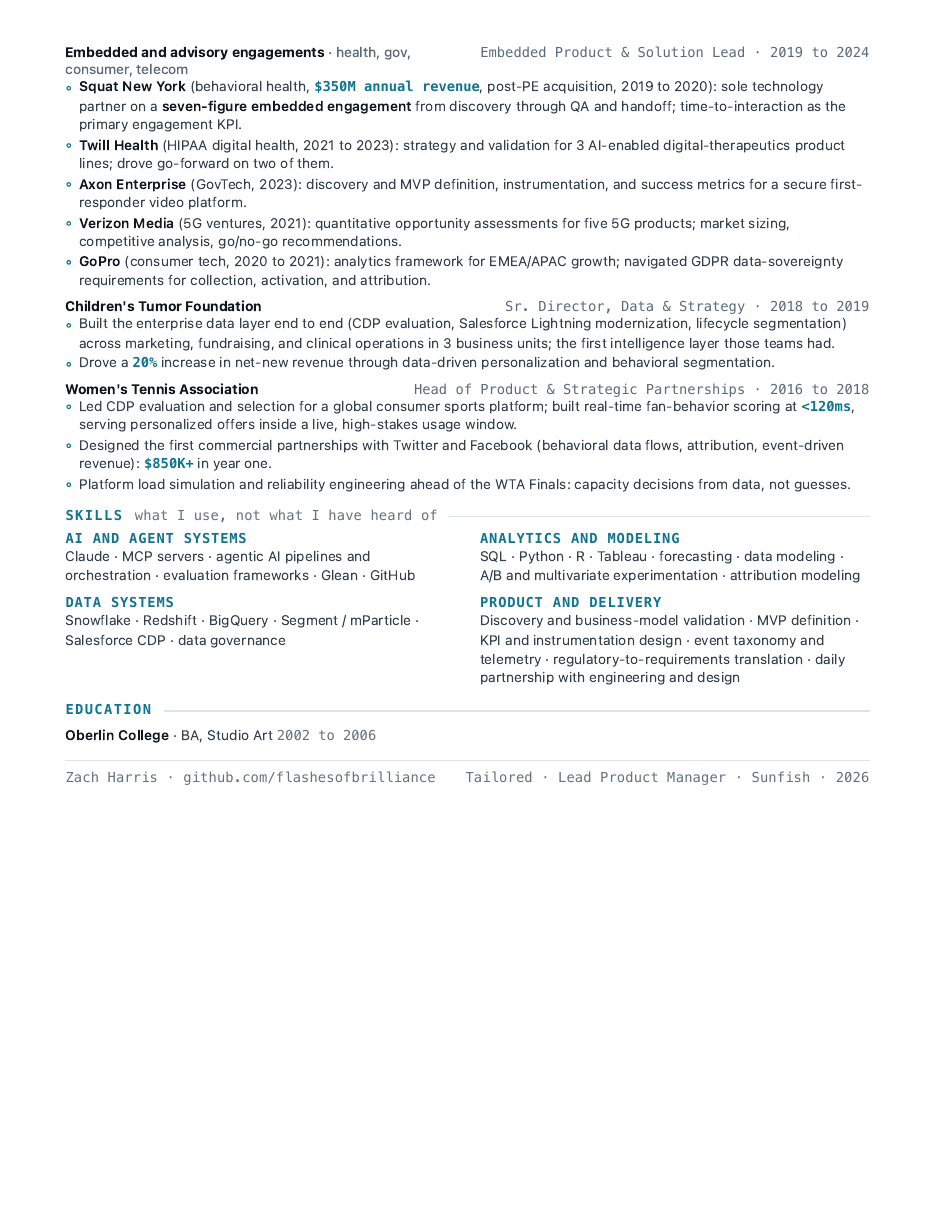 Embedded and advisory engagements · health, gov, Embedded Product & Solution Lead · 2019 to 2024
consumer, telecom
Squat New York (behavioral health, $350M annual revenue, post-PE acquisition, 2019 to 2020): sole technology
partner on a seven-figure embedded engagement from discovery through QA and handoff; time-to-interaction as the
primary engagement KPI.
Twill Health (HIPAA digital health, 2021 to 2023): strategy and validation for 3 AI-enabled digital-therapeutics product
lines; drove go-forward on two of them.
Axon Enterprise (GovTech, 2023): discovery and MVP definition, instrumentation, and success metrics for a secure first-
responder video platform.
Verizon Media (5G ventures, 2021): quantitative opportunity assessments for five 5G products; market sizing,
competitive analysis, go/no-go recommendations.
GoPro (consumer tech, 2020 to 2021): analytics framework for EMEA/APAC growth; navigated GDPR data-sovereignty
requirements for collection, activation, and attribution.
Children's Tumor Foundation Sr. Director, Data & Strategy · 2018 to 2019
Built the enterprise data layer end to end (CDP evaluation, Salesforce Lightning modernization, lifecycle segmentation)
across marketing, fundraising, and clinical operations in 3 business units; the first intelligence layer those teams had.
Drove a 20% increase in net-new revenue through data-driven personalization and behavioral segmentation.
Women's Tennis Association Head of Product & Strategic Partnerships · 2016 to 2018
Led CDP evaluation and selection for a global consumer sports platform; built real-time fan-behavior scoring at <120ms,
serving personalized offers inside a live, high-stakes usage window.
Designed the first commercial partnerships with Twitter and Facebook (behavioral data flows, attribution, event-driven
revenue): $850K+ in year one.
Platform load simulation and reliability engineering ahead of the WTA Finals: capacity decisions from data, not guesses.
SKILLS what I use, not what I have heard of
AI AND AGENT SYSTEMS
Claude · MCP servers · agentic AI pipelines and
orchestration · evaluation frameworks · Glean · GitHub
ANALYTICS AND MODELING
SQL · Python · R · Tableau · forecasting · data modeling ·
A/B and multivariate experimentation · attribution modeling
DATA SYSTEMS
Snowflake · Redshift · BigQuery · Segment / mParticle ·
Salesforce CDP · data governance
PRODUCT AND DELIVERY
Discovery and business-model validation · MVP definition ·
KPI and instrumentation design · event taxonomy and
telemetry · regulatory-to-requirements translation · daily
partnership with engineering and design
EDUCATION
Oberlin College · BA, Studio Art 2002 to 2006
Zach Harris · github.com/flashesofbrilliance Tailored · Lead Product Manager · Sunfish · 2026